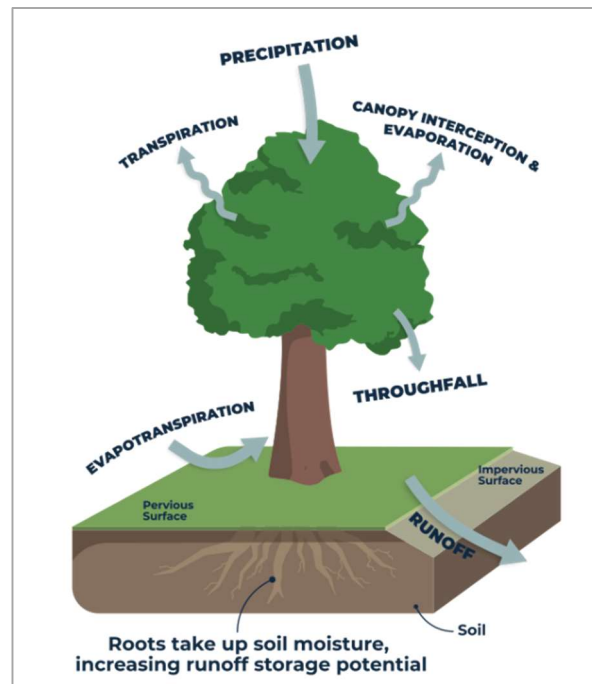 PRECIPITATION
TRANSPIRATION
CANOPY INTERCEPTION &
EVAPORATION
THROUGHFALL
EVAPOTRANSPIRATION
Pervious
Surface
Impervious
Surface
RUNOFF
Soil
Roots take up soil moisture,
increasing runoff storage potential